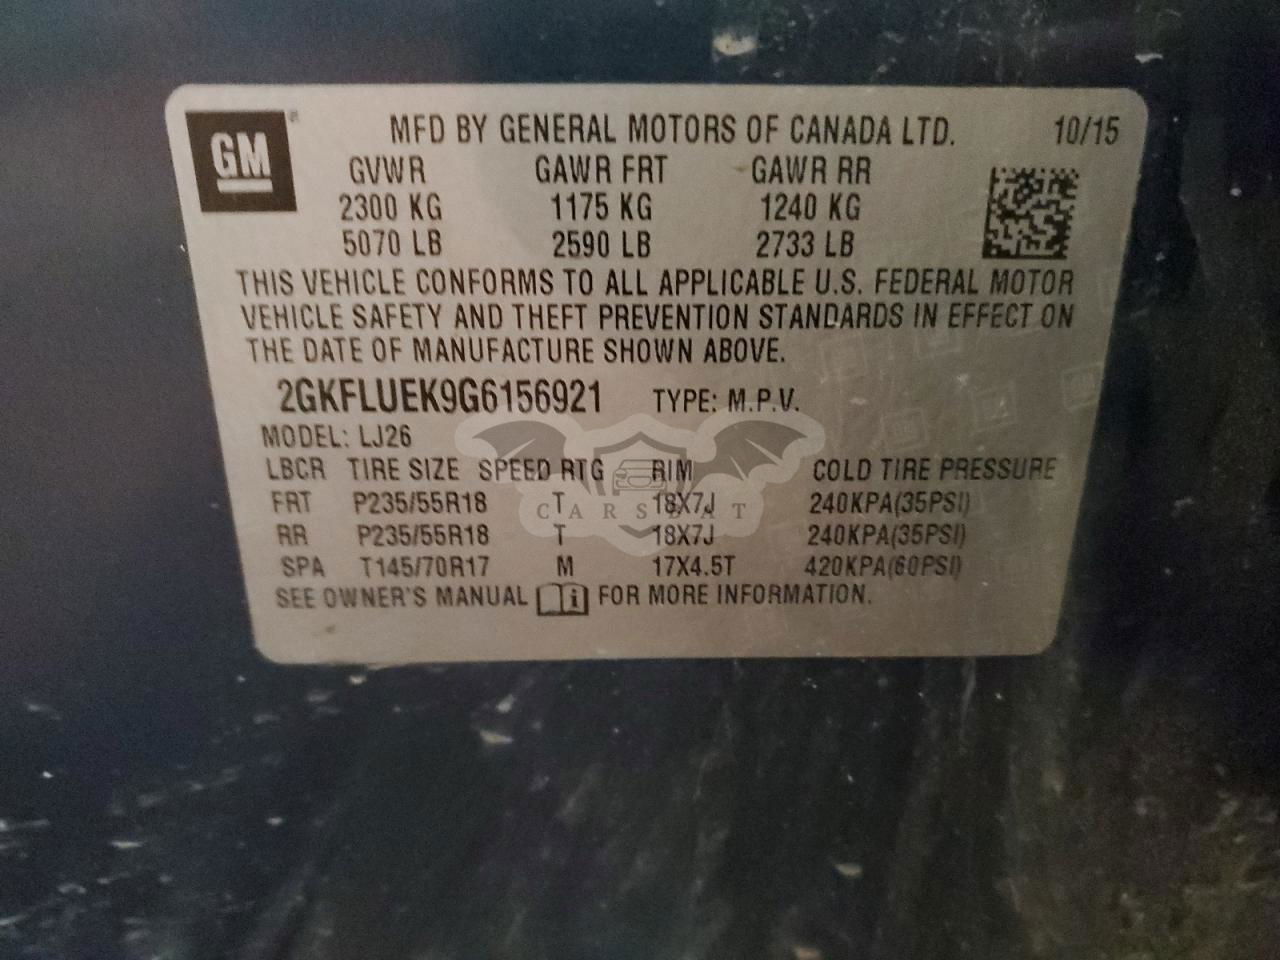 GM
MFD BY GENERAL MOTORS OF CANADA LTD. 10/15
GVWR GAWR FRT GAWR RR
2300 KG 1175 KG 1240 KG
5070 LB 2590 LB 2733 LB
THIS VEHICLE CONFORMS TO ALL APPLICABLE U.S. FEDERAL MOTOR
VEHICLE SAFETY AND THEFT PREVENTION STANDARDS IN EFFECT ON
THE DATE OF MANUFACTURE SHOWN ABOVE.
2GKFLUEK9G6156921 TYPE: M.P.V.
MODEL: LJ26
LBCR TIRE SIZE SPEED RTG RIM COLD TIRE PRESSURE
FRT P235/55R18 T 18X7J 240KPA(35PSI)
CARSBAT
RR P235/55R18 T 18X7J 240KPA(35PSI)
SPA T145/70R17 M 17X4.5T 420KPA(60PSI)
SEE OWNER'S MANUAL i FOR MORE INFORMATION.